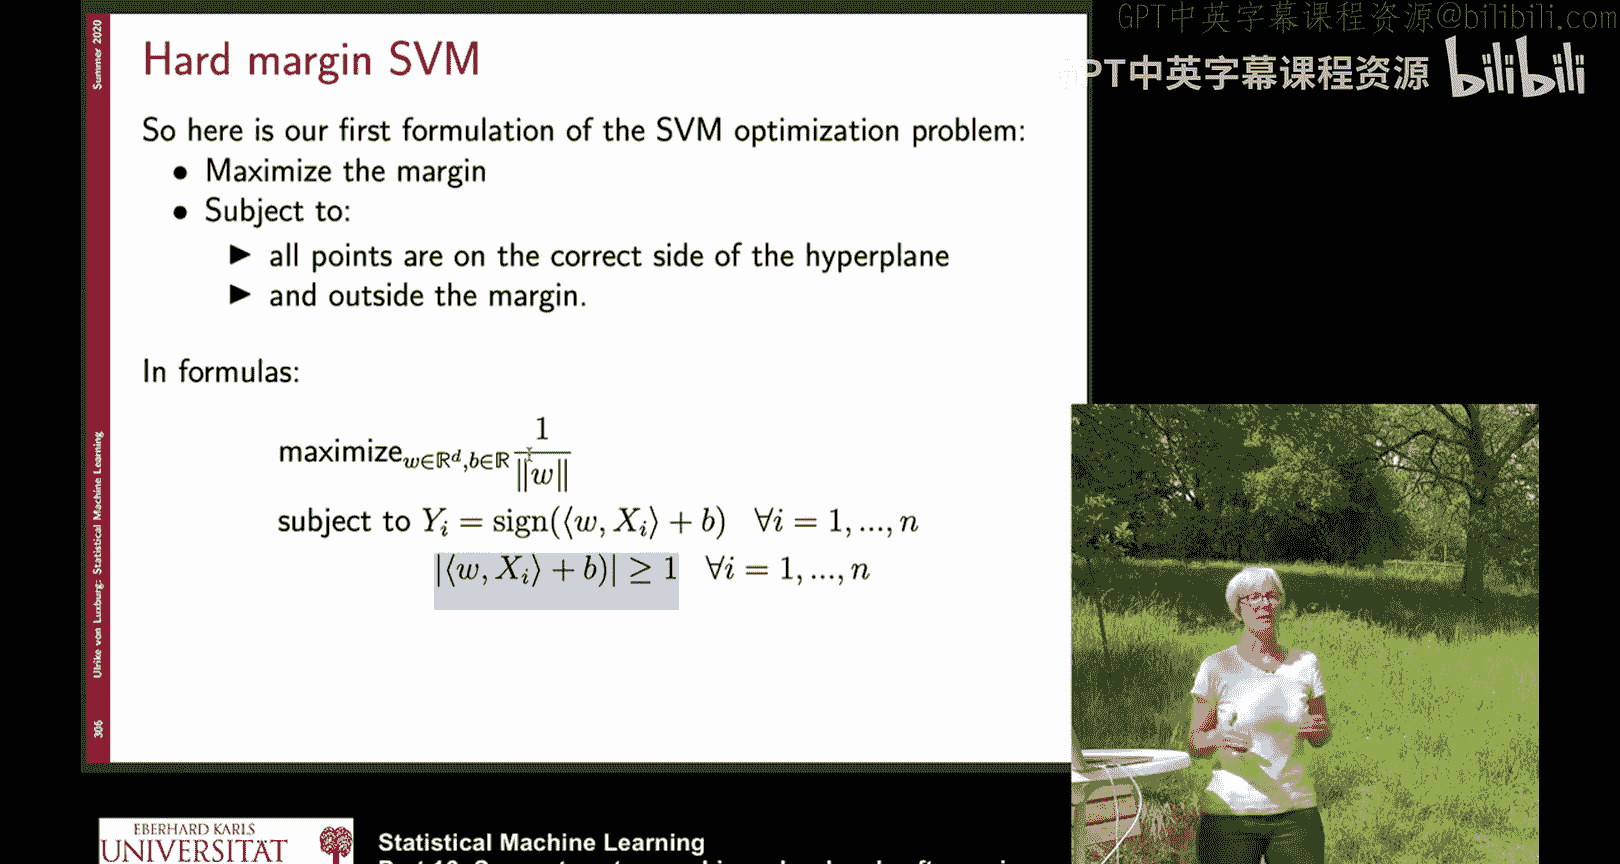 GPT中英字幕课程资源@bilibili.com
PT中英字幕课程资源 bilibili
Summer 2020
Hard margin SVM
So here is our first formulation of the SVM optimization problem:
● Maximize the margin
● Subject to:
▶ all points are on the correct side of the hyperplane
▶ and outside the margin.
In formulas:
maximize_{w∈ℝ^d,b∈ℝ} 1/‖w‖
subject to Y_i = sign(⟨w, X_i⟩ + b) ∀i = 1, ..., n
|⟨w, X_i⟩ + b)| ≥ 1 ∀i = 1, ..., n
Ulrike von Luxburg: Statistical Machine Learning
306
EBERHARD KARLS
UNIVERSITÄT
Statistical Machine Learning